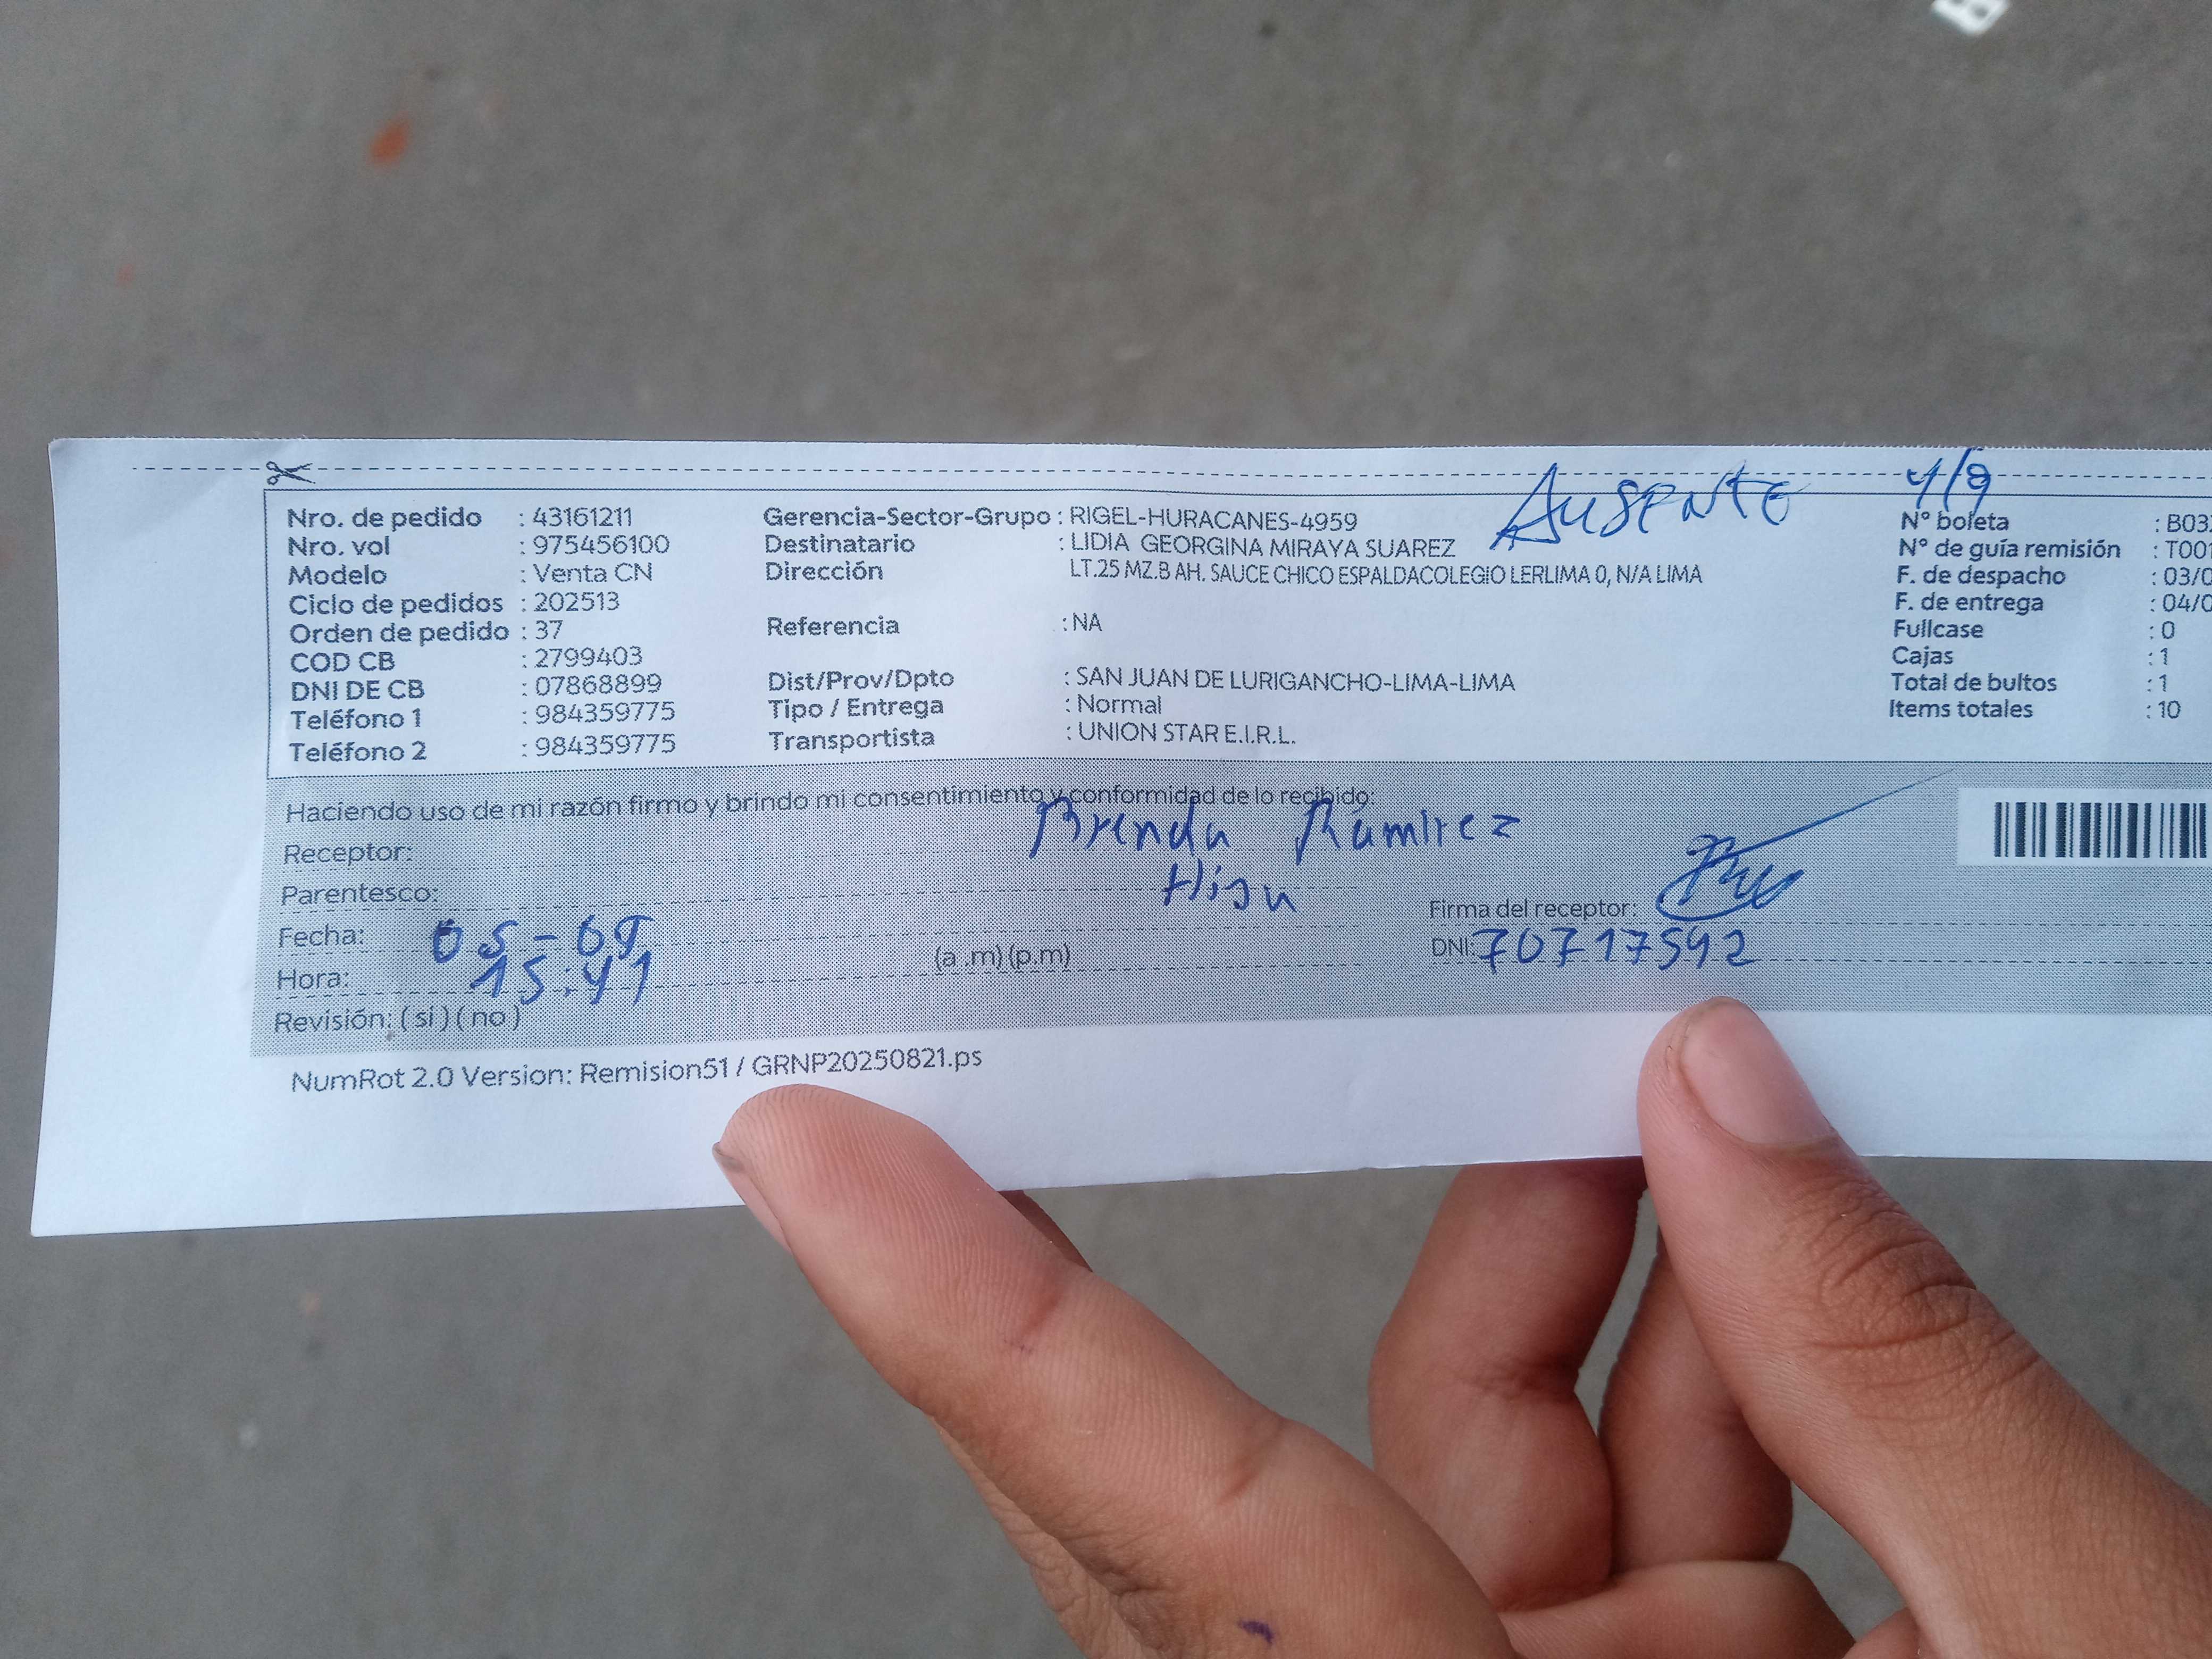 AUSENTE 4/9
Nro. de pedido : 43161211
Nro. vol : 975456100
Modelo : Venta CN
Ciclo de pedidos : 202513
Orden de pedido : 37
COD CB : 2799403
DNI DE CB : 07868899
Teléfono 1 : 984359775
Teléfono 2 : 984359775
Gerencia-Sector-Grupo : RIGEL-HURACANES-4959
Destinatario : LIDIA GEORGINA MIRAYA SUAREZ
Dirección LT.25 MZ.B AH. SAUCE CHICO ESPALDACOLEGIO LERLIMA 0, N/A LIMA
Referencia : NA
Dist/Prov/Dpto : SAN JUAN DE LURIGANCHO-LIMA-LIMA
Tipo / Entrega : Normal
Transportista : UNION STAR E.I.R.L.
N° boleta : B03
N° de guía remisión : T001
F. de despacho : 03/0
F. de entrega : 04/0
Fullcase : 0
Cajas : 1
Total de bultos : 1
Items totales : 10
Haciendo uso de mi razón firmo y brindo mi consentimiento y conformidad de lo recibido:
Receptor: Brenda Ramirez
Parentesco: Hija
Firma del receptor:
Fecha: 05-09
DNI: 70717592
Hora: 15:41 (a .m) (p.m)
Revisión: ( si ) ( no )
NumRot 2.0 Version: Remision51 / GRNP20250821.ps